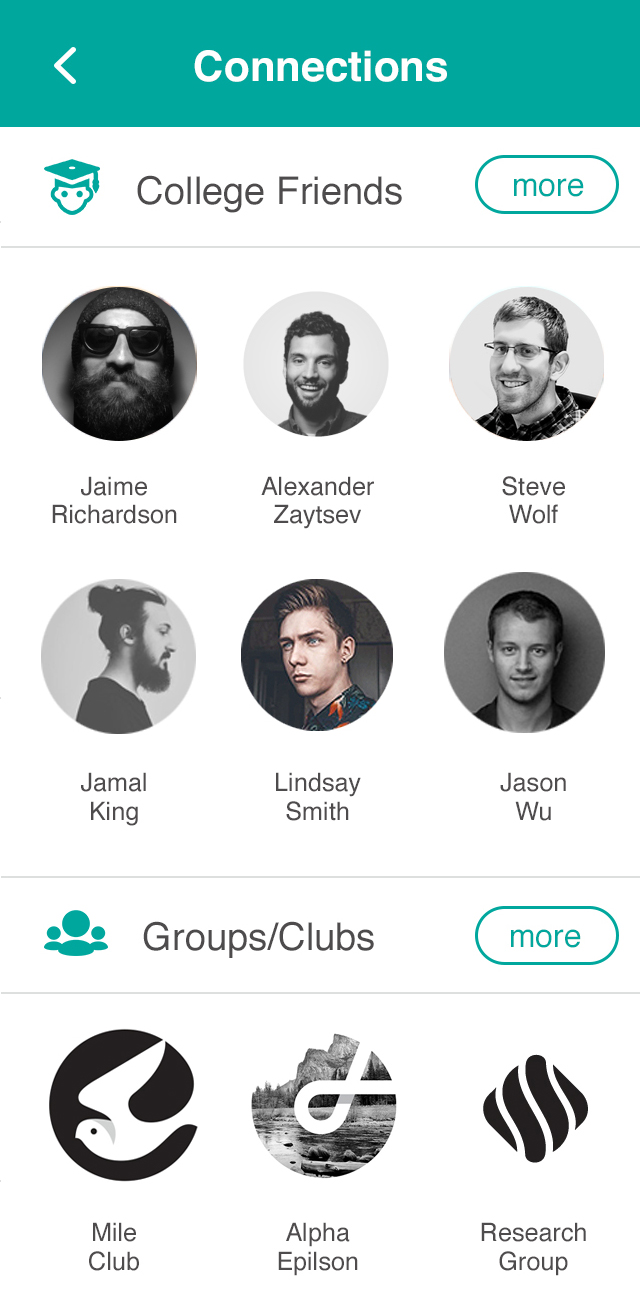 Connections
College Friends
more
Jaime
Richardson
Alexander
Zaytsev
Steve
Wolf
Jamal
King
Lindsay
Smith
Jason
Wu
Groups/Clubs
more
Mile
Club
Alpha
Epilson
Research
Group